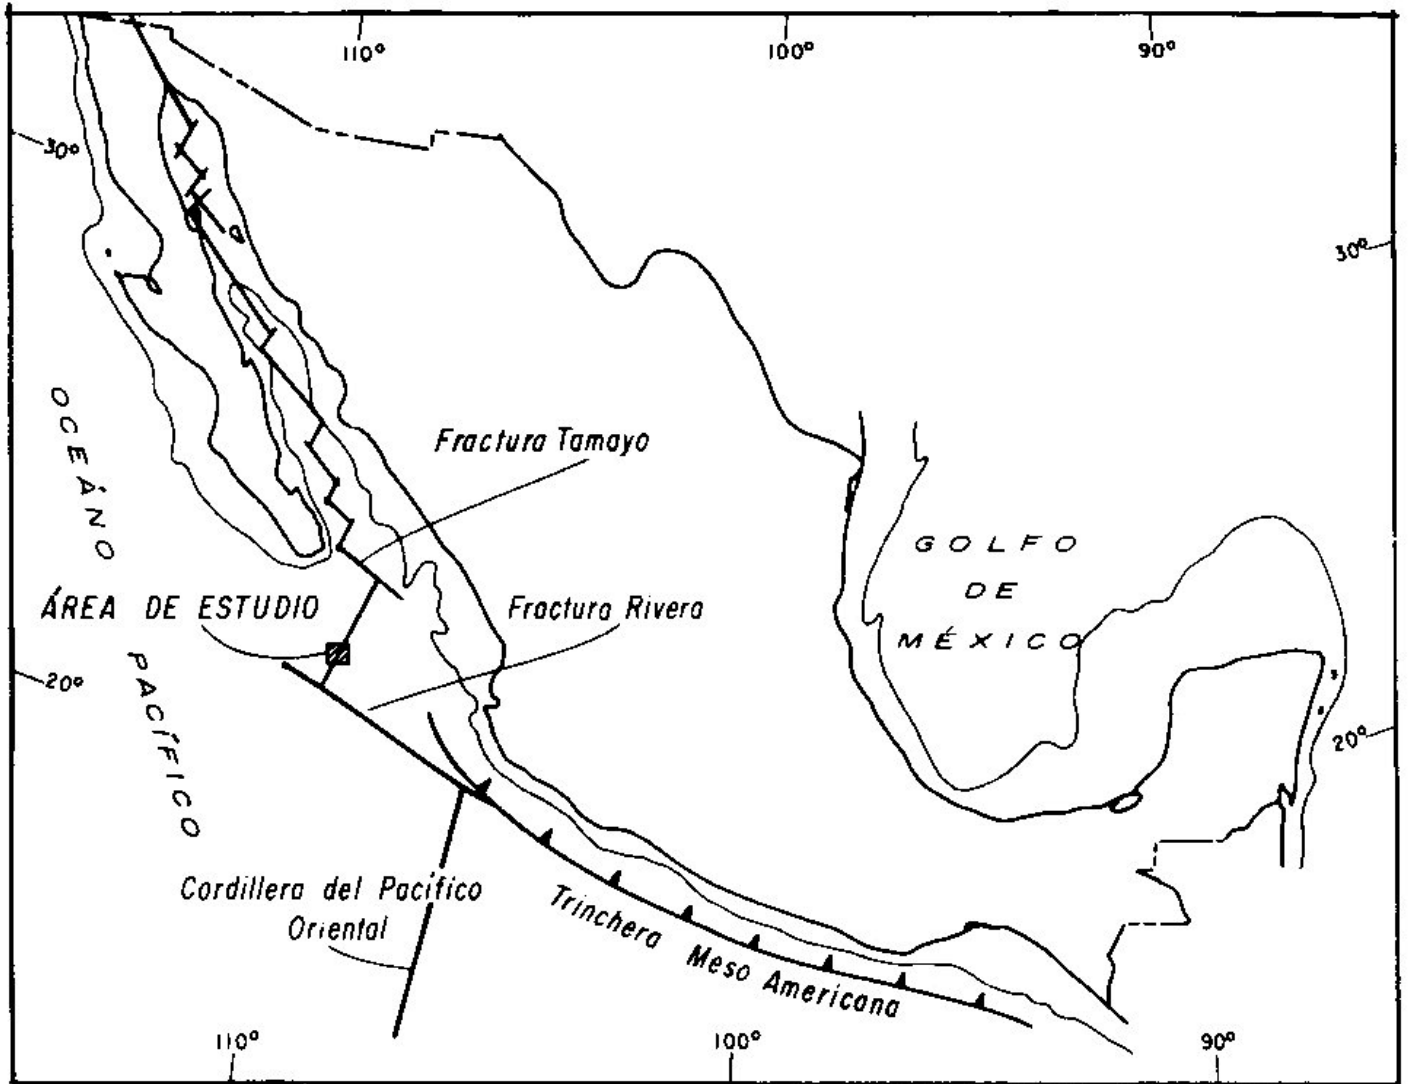 110°
100°
90°
30°
30°
Fractura Tamayo
OCEÁNO PACÍFICO
GOLFO
DE
MÉXICO
ÁREA DE ESTUDIO
Fractura Rivera
20°
20°
Cordillera del Pacífico
Oriental
Trinchera Meso Americana
110°
100°
90°